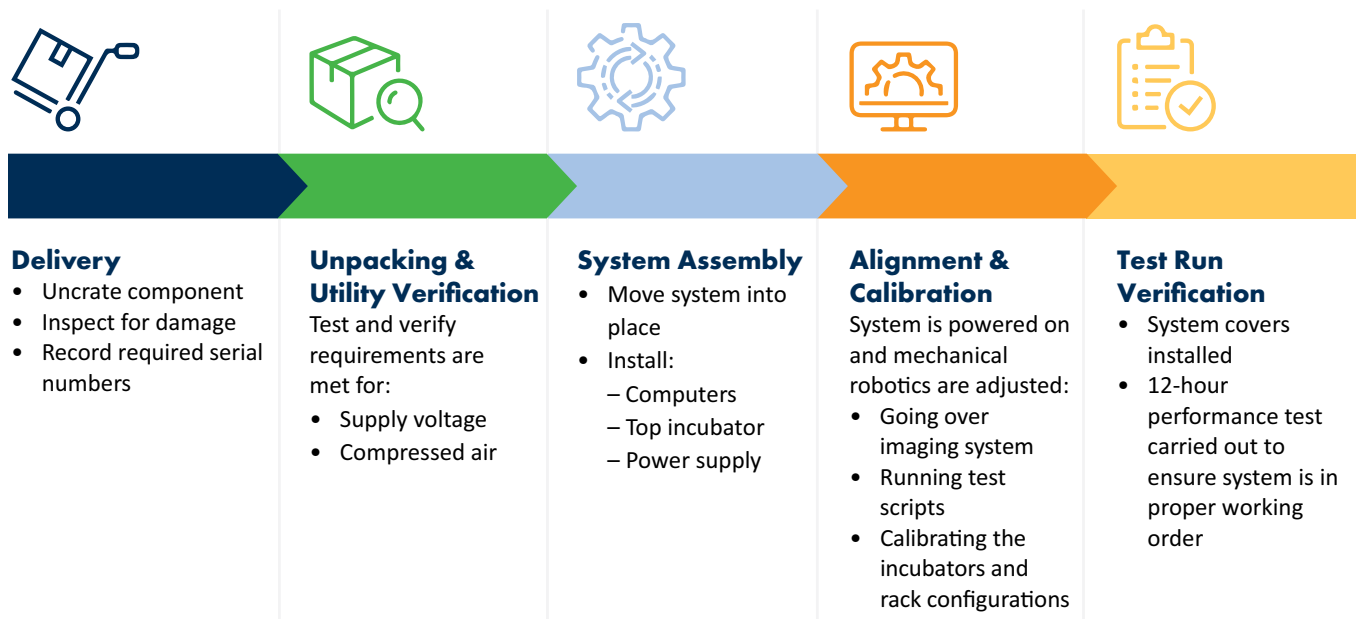 Delivery
• Uncrate component
• Inspect for damage
• Record required serial
numbers
Unpacking &
Utility Verification
Test and verify
requirements are
met for:
• Supply voltage
• Compressed air
System Assembly
• Move system into
place
• Install:
– Computers
– Top incubator
– Power supply
Alignment &
Calibration
System is powered on
and mechanical
robotics are adjusted:
• Going over
imaging system
• Running test
scripts
• Calibrating the
incubators and
rack configurations
Test Run
Verification
• System covers
installed
• 12-hour
performance test
carried out to
ensure system is in
proper working
order